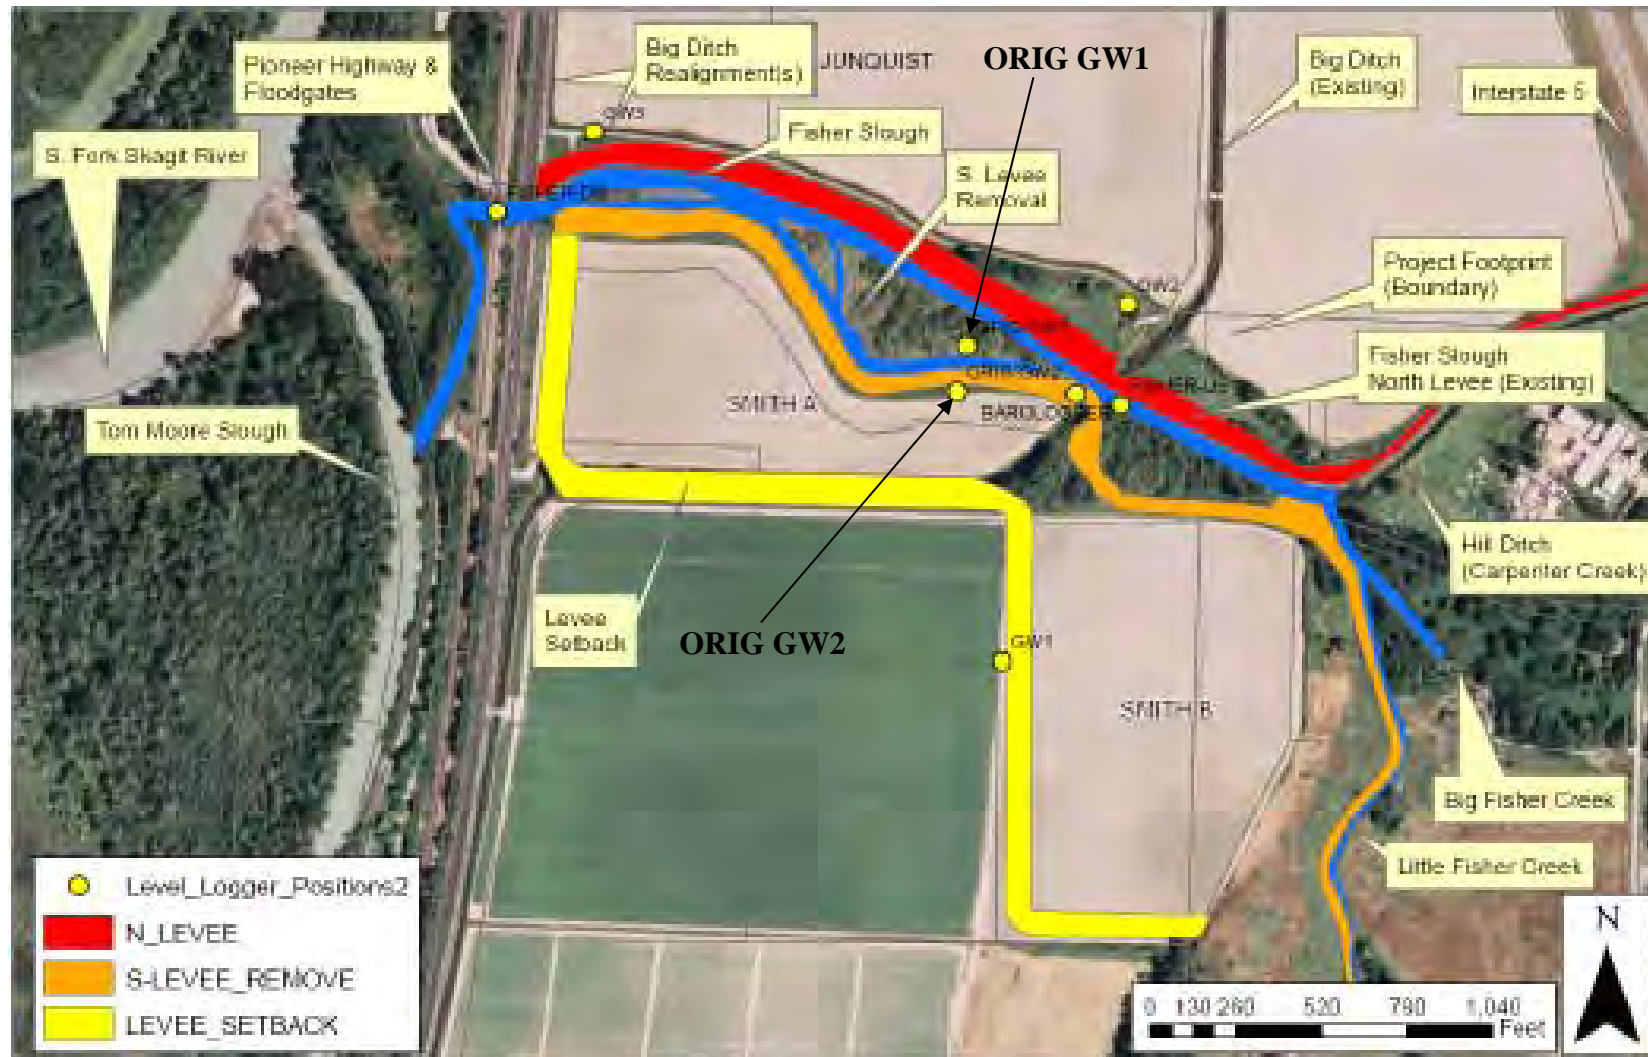 Big Ditch
Realignment(s)
JUNQUIST
ORIG GW1
Big Ditch
(Existing)
Pioneer Highway &
Floodgates
Interstate 5
GW3
Fisher Slough
S. Fork Skagit River
S. Levee
Removal
Project Footprint
(Boundary)
GW2
Fisher Slough
North Levee (Existing)
SMITH A
Tom Moore Slough
Hill Ditch
(Carpenter Creek)
Levee
Setback
ORIG GW2
GW1
SMITH B
Big Fisher Creek
Little Fisher Creek
Level_Logger_Positions2
N_LEVEE
S-LEVEE_REMOVE
LEVEE_SETBACK
N
0 130 260 520 780 1,040
Feet